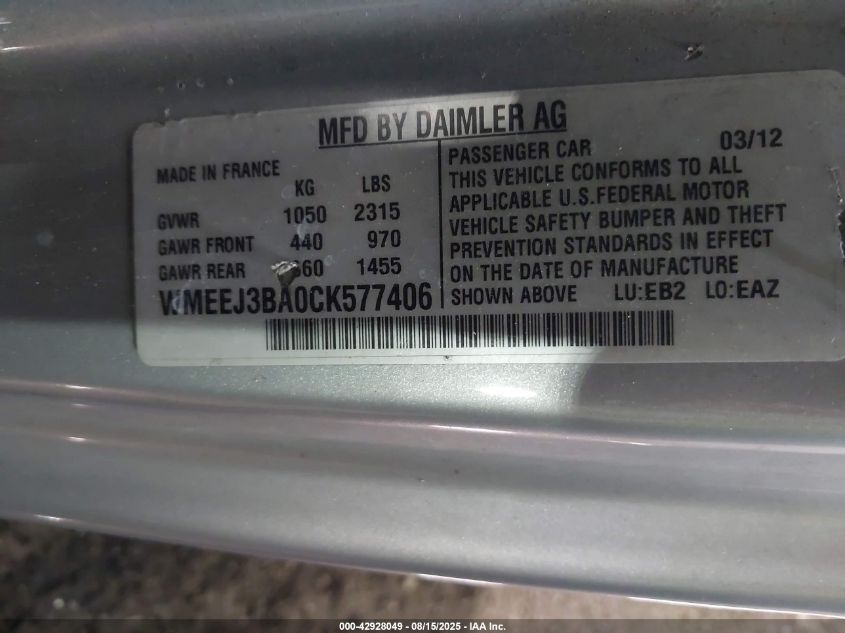 MFD BY DAIMLER AG
MADE IN FRANCE
KG LBS
GVWR 1050 2315
GAWR FRONT 440 970
GAWR REAR 1455
WMEEJ3BA0CK577406
PASSENGER CAR 03/12
THIS VEHICLE CONFORMS TO ALL
APPLICABLE U.S.FEDERAL MOTOR
VEHICLE SAFETY BUMPER AND THEFT
PREVENTION STANDARDS IN EFFECT
ON THE DATE OF MANUFACTURE
SHOWN ABOVE LU:EB2 LO:EAZ
000-42928049 - 08/15/2025 - IAA Inc.